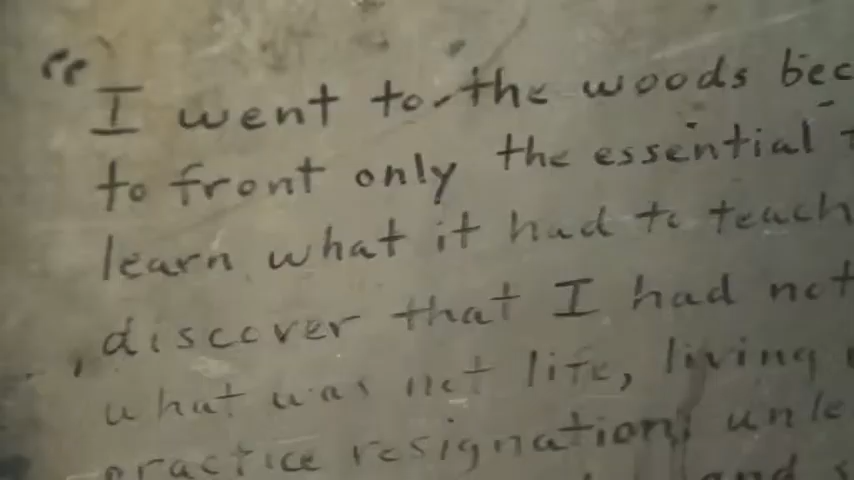 "I went to the woods bec
to front only the essential
learn what it had to teach
discover that I had not
what was not life, living
practice resignation, unle
and s